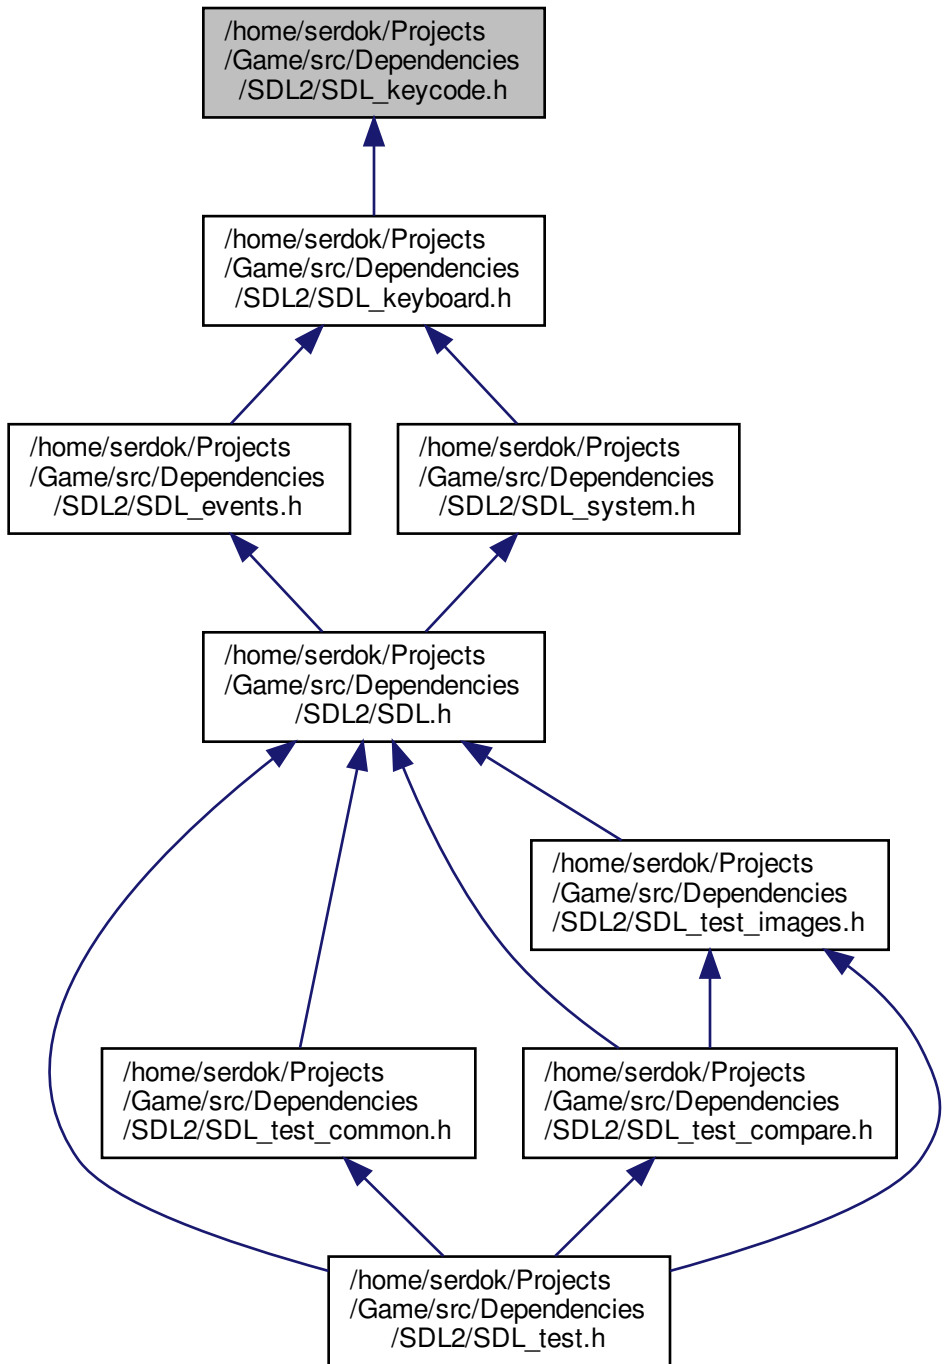 /home/serdok/Projects
/Game/src/Dependencies
/SDL2/SDL_keycode.h
/home/serdok/Projects
/Game/src/Dependencies
/SDL2/SDL_keyboard.h
/home/serdok/Projects
/Game/src/Dependencies
/SDL2/SDL_events.h
/home/serdok/Projects
/Game/src/Dependencies
/SDL2/SDL_system.h
/home/serdok/Projects
/Game/src/Dependencies
/SDL2/SDL.h
/home/serdok/Projects
/Game/src/Dependencies
/SDL2/SDL_test_images.h
/home/serdok/Projects
/Game/src/Dependencies
/SDL2/SDL_test_common.h
/home/serdok/Projects
/Game/src/Dependencies
/SDL2/SDL_test_compare.h
/home/serdok/Projects
/Game/src/Dependencies
/SDL2/SDL_test.h